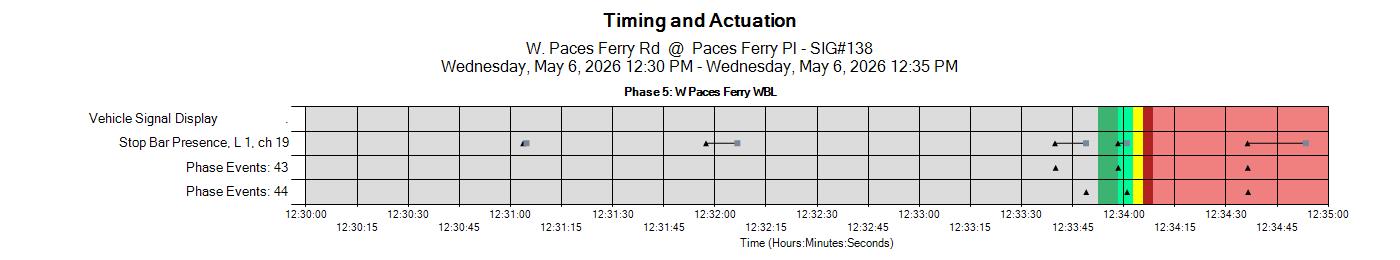 Timing and Actuation
W. Paces Ferry Rd @ Paces Ferry Pl - SIG#138
Wednesday, May 6, 2026 12:30 PM - Wednesday, May 6, 2026 12:35 PM
Phase 5: W Paces Ferry WBL
Vehicle Signal Display .
Stop Bar Presence, L 1, ch 19
Phase Events: 43
Phase Events: 44
12:30:00 12:30:30 12:31:00 12:31:30 12:32:00 12:32:30 12:33:00 12:33:30 12:34:00 12:34:30 12:35:00
12:30:15 12:30:45 12:31:15 12:31:45 12:32:15 12:32:45 12:33:15 12:33:45 12:34:15 12:34:45
Time (Hours:Minutes:Seconds)